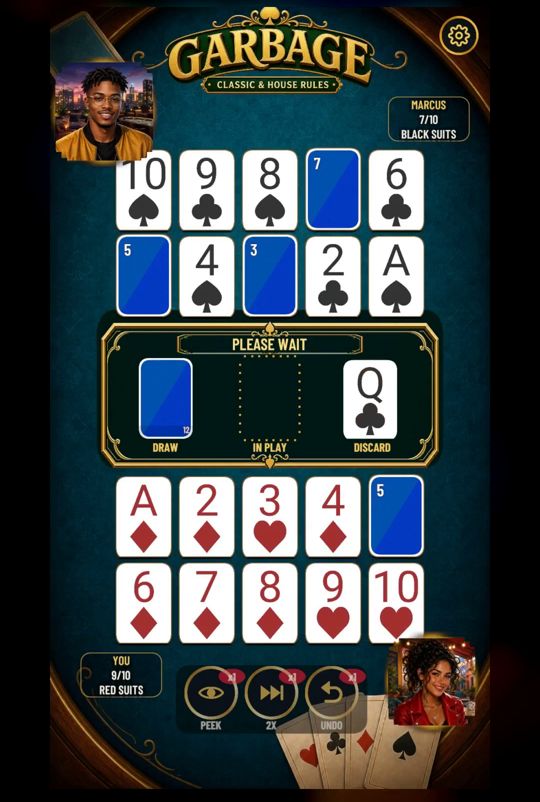 GARBAGE
CLASSIC & HOUSE RULES
MARCUS
7/10
BLACK SUITS
10 9 8 7 6
5 4 3 2 A
PLEASE WAIT
12
Q
DRAW IN PLAY DISCARD
A 2 3 4 5
6 7 8 9 10
YOU
9/10
RED SUITS
x1 x1 x1
PEEK 2X UNDO